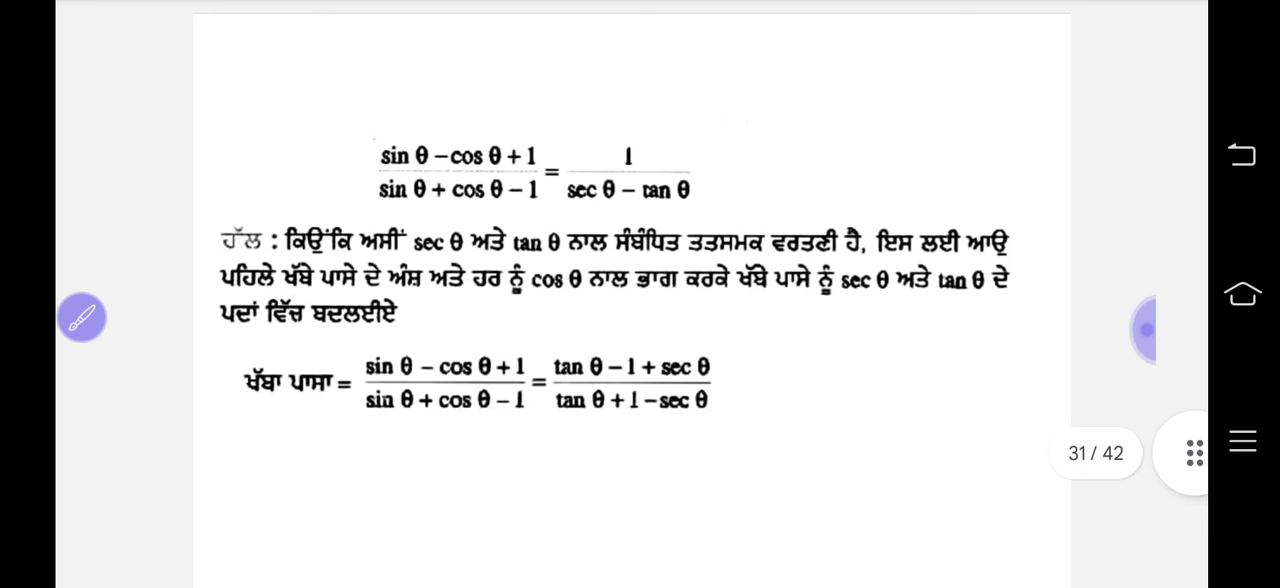 sin θ – cos θ + 1 / sin θ + cos θ – 1 = 1 / sec θ – tan θ
ਹੱਲ : ਕਿਉਂਕਿ ਅਸੀਂ sec θ ਅਤੇ tan θ ਨਾਲ ਸੰਬੰਧਿਤ ਤਤਸਮਕ ਵਰਤਣੀ ਹੈ, ਇਸ ਲਈ ਆਉ
ਪਹਿਲੇ ਖੱਬੇ ਪਾਸੇ ਦੇ ਅੰਸ਼ ਅਤੇ ਹਰ ਨੂੰ cos θ ਨਾਲ ਭਾਗ ਕਰਕੇ ਖੱਬੇ ਪਾਸੇ ਨੂੰ sec θ ਅਤੇ tan θ ਦੇ
ਪਦਾਂ ਵਿੱਚ ਬਦਲਈਏ
ਖੱਬਾ ਪਾਸਾ = sin θ – cos θ + 1 / sin θ + cos θ – 1 = tan θ – 1 + sec θ / tan θ + 1 – sec θ
31 / 42